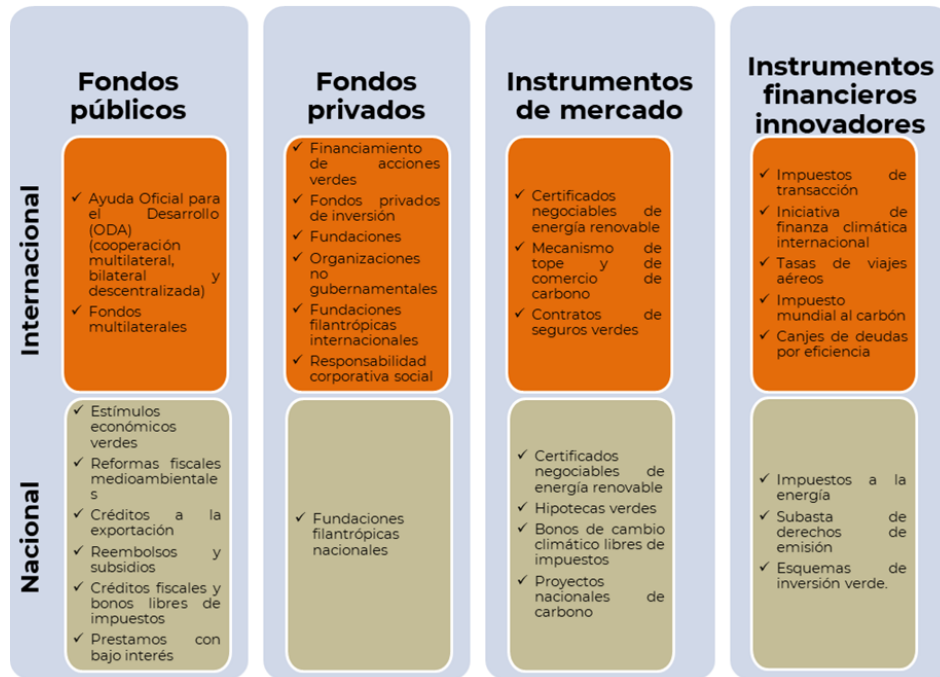 Fondos
públicos
Fondos
privados
Instrumentos
de mercado
Instrumentos
financieros
innovadores
Internacional
✓ Ayuda Oficial para
el Desarrollo
(ODA)
(cooperación
multilateral,
bilateral y
descentralizada)
✓ Fondos
multilaterales
✓ Financiamiento
de acciones
verdes
✓ Fondos privados
de inversión
✓ Fundaciones
✓ Organizaciones
no
gubernamentales
✓ Fundaciones
filantrópicas
internacionales
✓ Responsabilidad
corporativa social
✓ Certificados
negociables de
energía renovable
✓ Mecanismo de
tope y de
comercio de
carbono
✓ Contratos de
seguros verdes
✓ Impuestos de
transacción
✓ Iniciativa de
finanza climática
internacional
✓ Tasas de viajes
aéreos
✓ Impuesto
mundial al carbón
✓ Canjes de deudas
por eficiencia
Nacional
✓ Estímulos
económicos
verdes
✓ Reformas fiscales
medioambientale
s
✓ Créditos a la
exportación
✓ Reembolsos y
subsidios
✓ Créditos fiscales y
bonos libres de
impuestos
✓ Prestamos con
bajo interés
✓ Fundaciones
filantrópicas
nacionales
✓ Certificados
negociables de
energía renovable
✓ Hipotecas verdes
✓ Bonos de cambio
climático libres de
impuestos
✓ Proyectos
nacionales de
carbono
✓ Impuestos a la
energía
✓ Subasta de
derechos de
emisión
✓ Esquemas de
inversión verde.